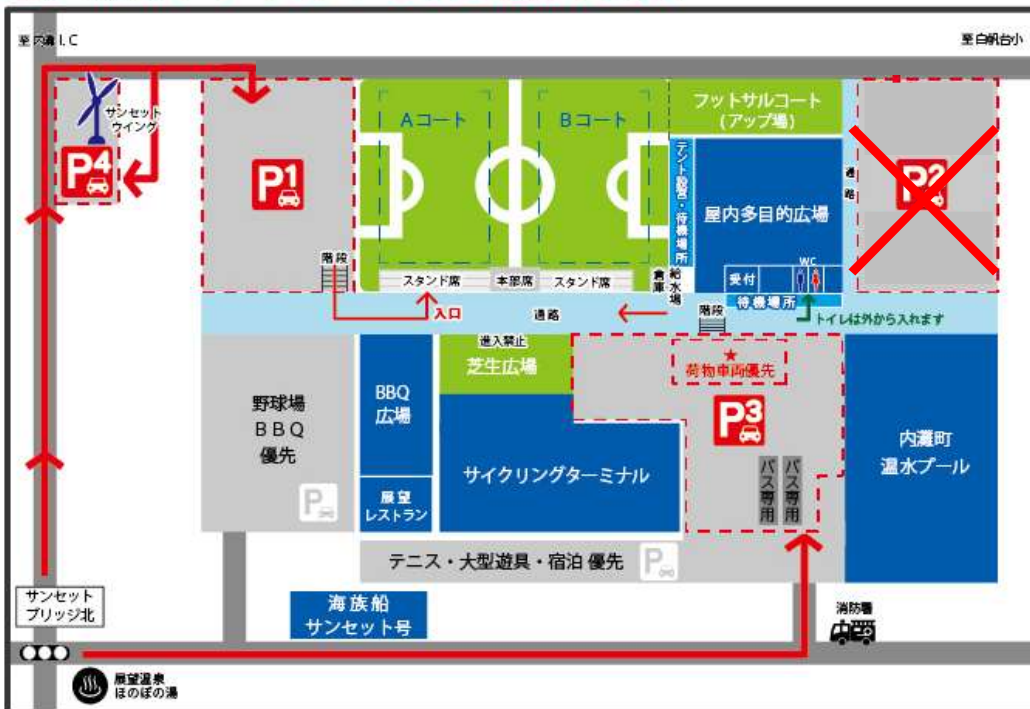 至内灘I.C
至白帆台小
サンセット
ウイング
P4
P1
Aコート
Bコート
フットサルコート
(アップ場)
テント設営・待機場所
屋内多目的広場
通路
P2
階段
スタンド席
本部席
スタンド席
倉庫
給水場
受付
WC
待機場所
入口
通路
階段
トイレは外から入れます
進入禁止
芝生広場
★
荷物車両優先
野球場
BBQ
優先
P
BBQ
広場
展望
レストラン
サイクリングターミナル
P3
バス専用
バス専用
内灘町
温水プール
テニス・大型遊具・宿泊 優先
P
サンセット
ブリッジ北
海族船
サンセット号
消防署
展望温泉
ほのぼの湯